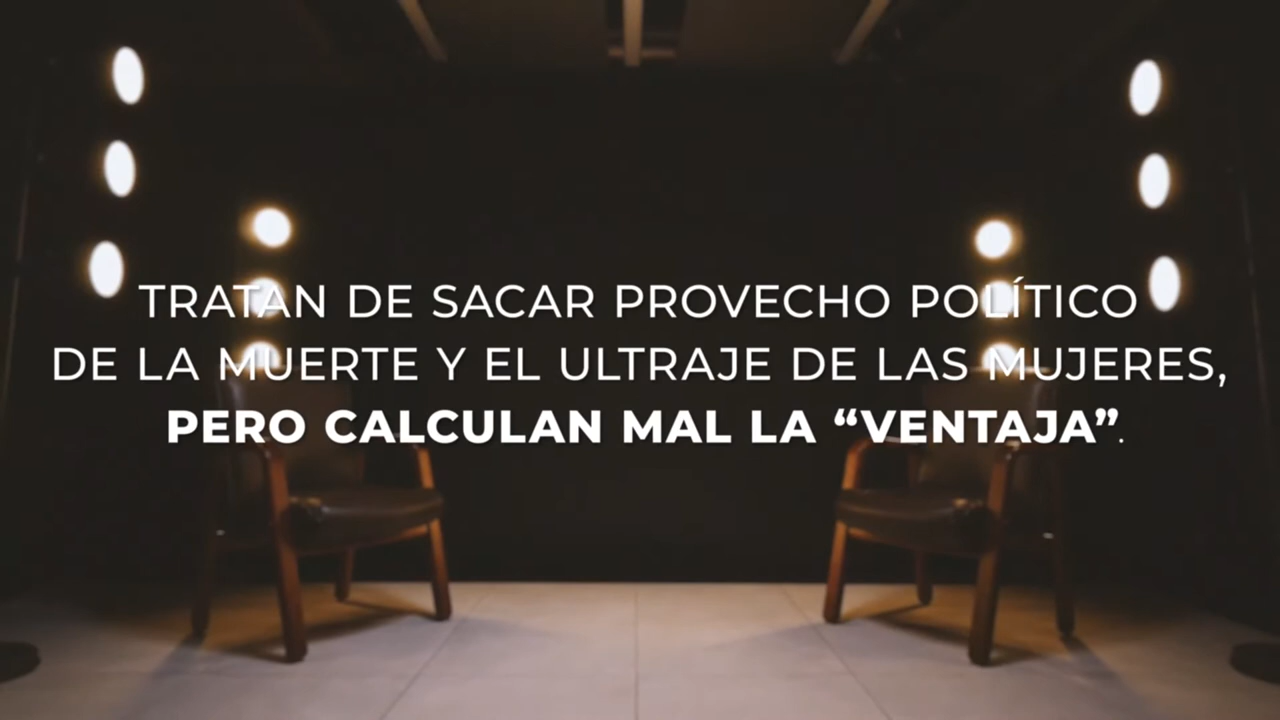 TRATAN DE SACAR PROVECHO POLÍTICO
DE LA MUERTE Y EL ULTRAJE DE LAS MUJERES,
PERO CALCULAN MAL LA “VENTAJA”.